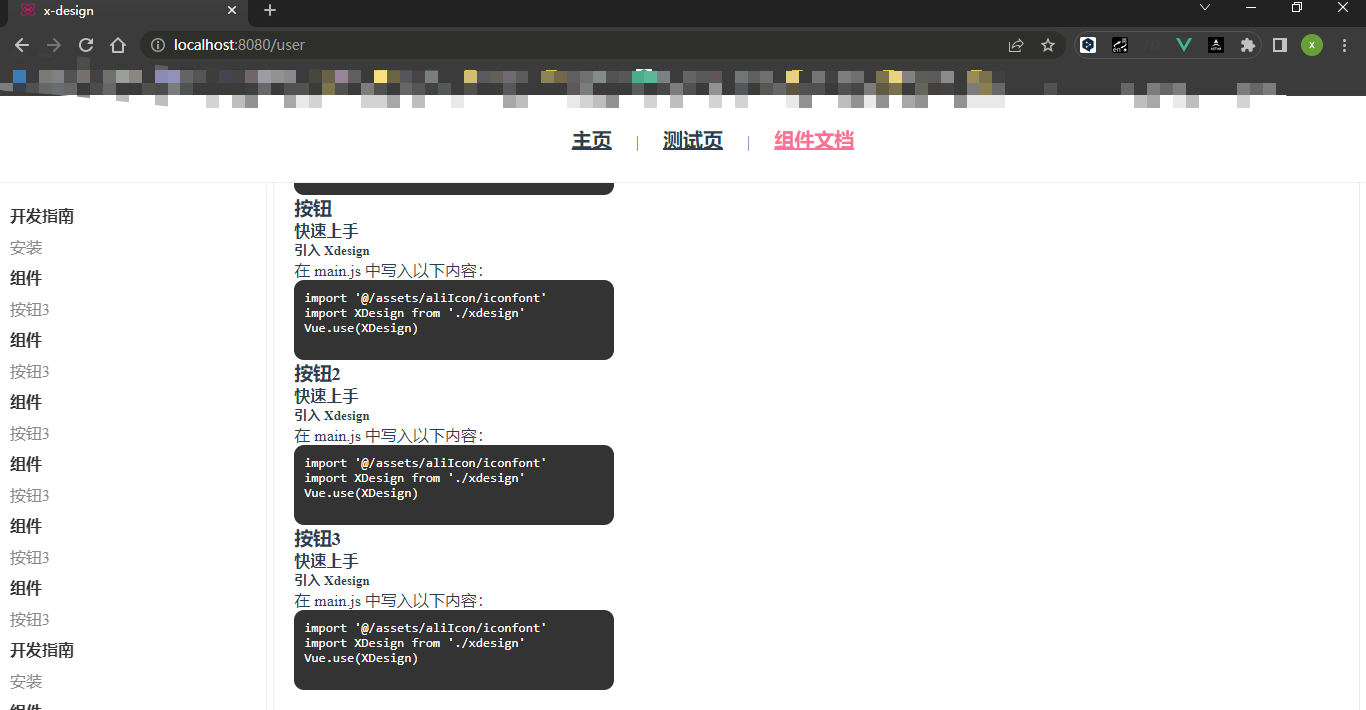 x-design
localhost:8080/user
主页 | 测试页 | 组件文档
开发指南
安装
组件
按钮3
组件
按钮3
组件
按钮3
组件
按钮3
组件
按钮3
组件
按钮3
开发指南
安装
组件
按钮
快速上手
引入 Xdesign
在 main.js 中写入以下内容：
import '@/assets/aliIcon/iconfont'
import XDesign from './xdesign'
Vue.use(XDesign)
按钮2
快速上手
引入 Xdesign
在 main.js 中写入以下内容：
import '@/assets/aliIcon/iconfont'
import XDesign from './xdesign'
Vue.use(XDesign)
按钮3
快速上手
引入 Xdesign
在 main.js 中写入以下内容：
import '@/assets/aliIcon/iconfont'
import XDesign from './xdesign'
Vue.use(XDesign)